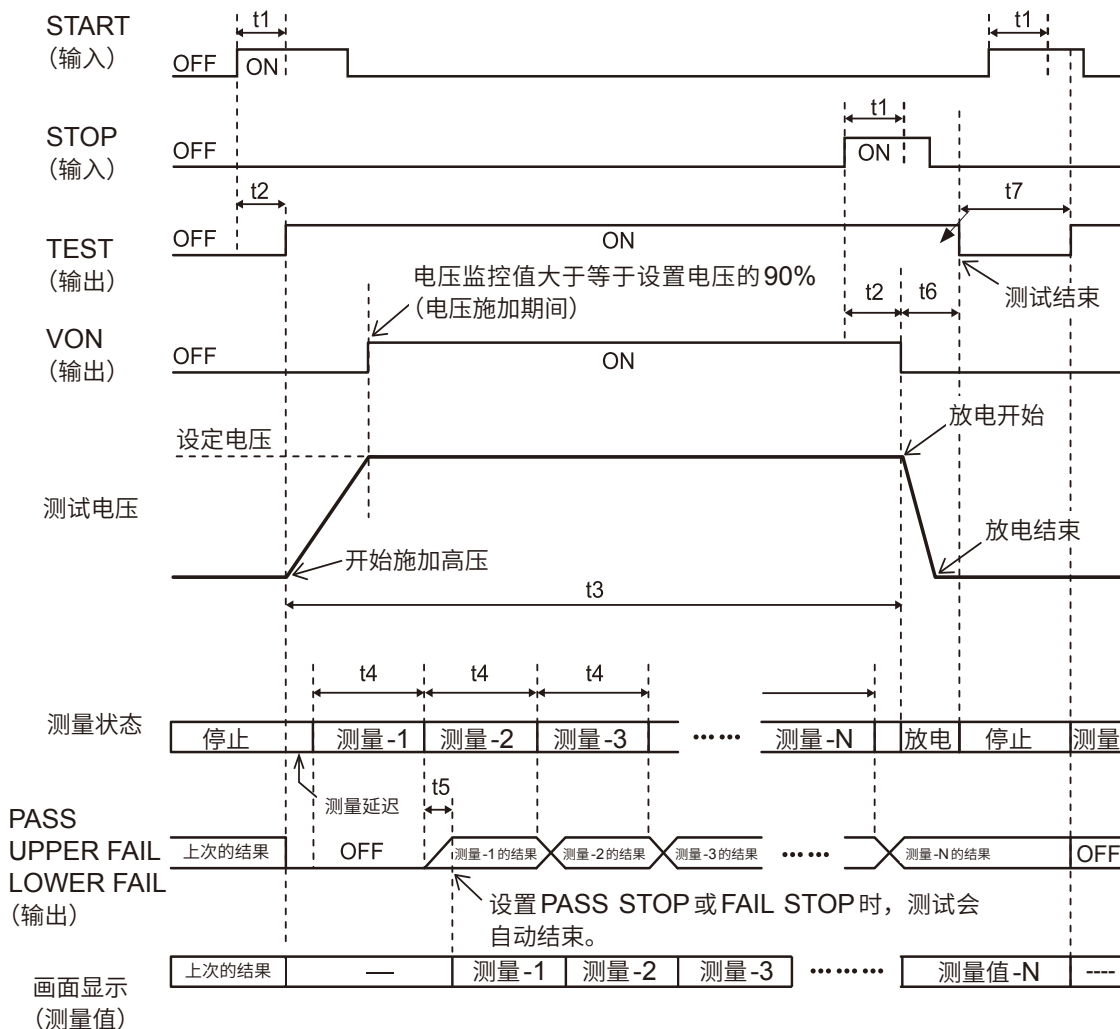 START
（输入）
t1
OFF
ON
t1
STOP
（输入）
OFF
t1
ON
t2
t7
TEST
（输出）
OFF
ON
测试结束
电压监控值大于等于设置电压的90%
（电压施加期间）
t2
t6
VON
（输出）
OFF
ON
设定电压
放电开始
测试电压
开始施加高压
放电结束
t3
t4
t4
t4
测量状态
停止
测量-1
测量-2
测量-3
······
测量-N
放电
停止
测量
测量延迟
t5
PASS
UPPER FAIL
LOWER FAIL
（输出）
上次的结果
OFF
测量-1的结果
测量-2的结果
测量-3的结果
······
测量-N的结果
OFF
设置PASS STOP或FAIL STOP时，测试会
自动结束。
画面显示
（测量值）
上次的结果
—
测量-1
测量-2
测量-3
·········
测量值-N
----